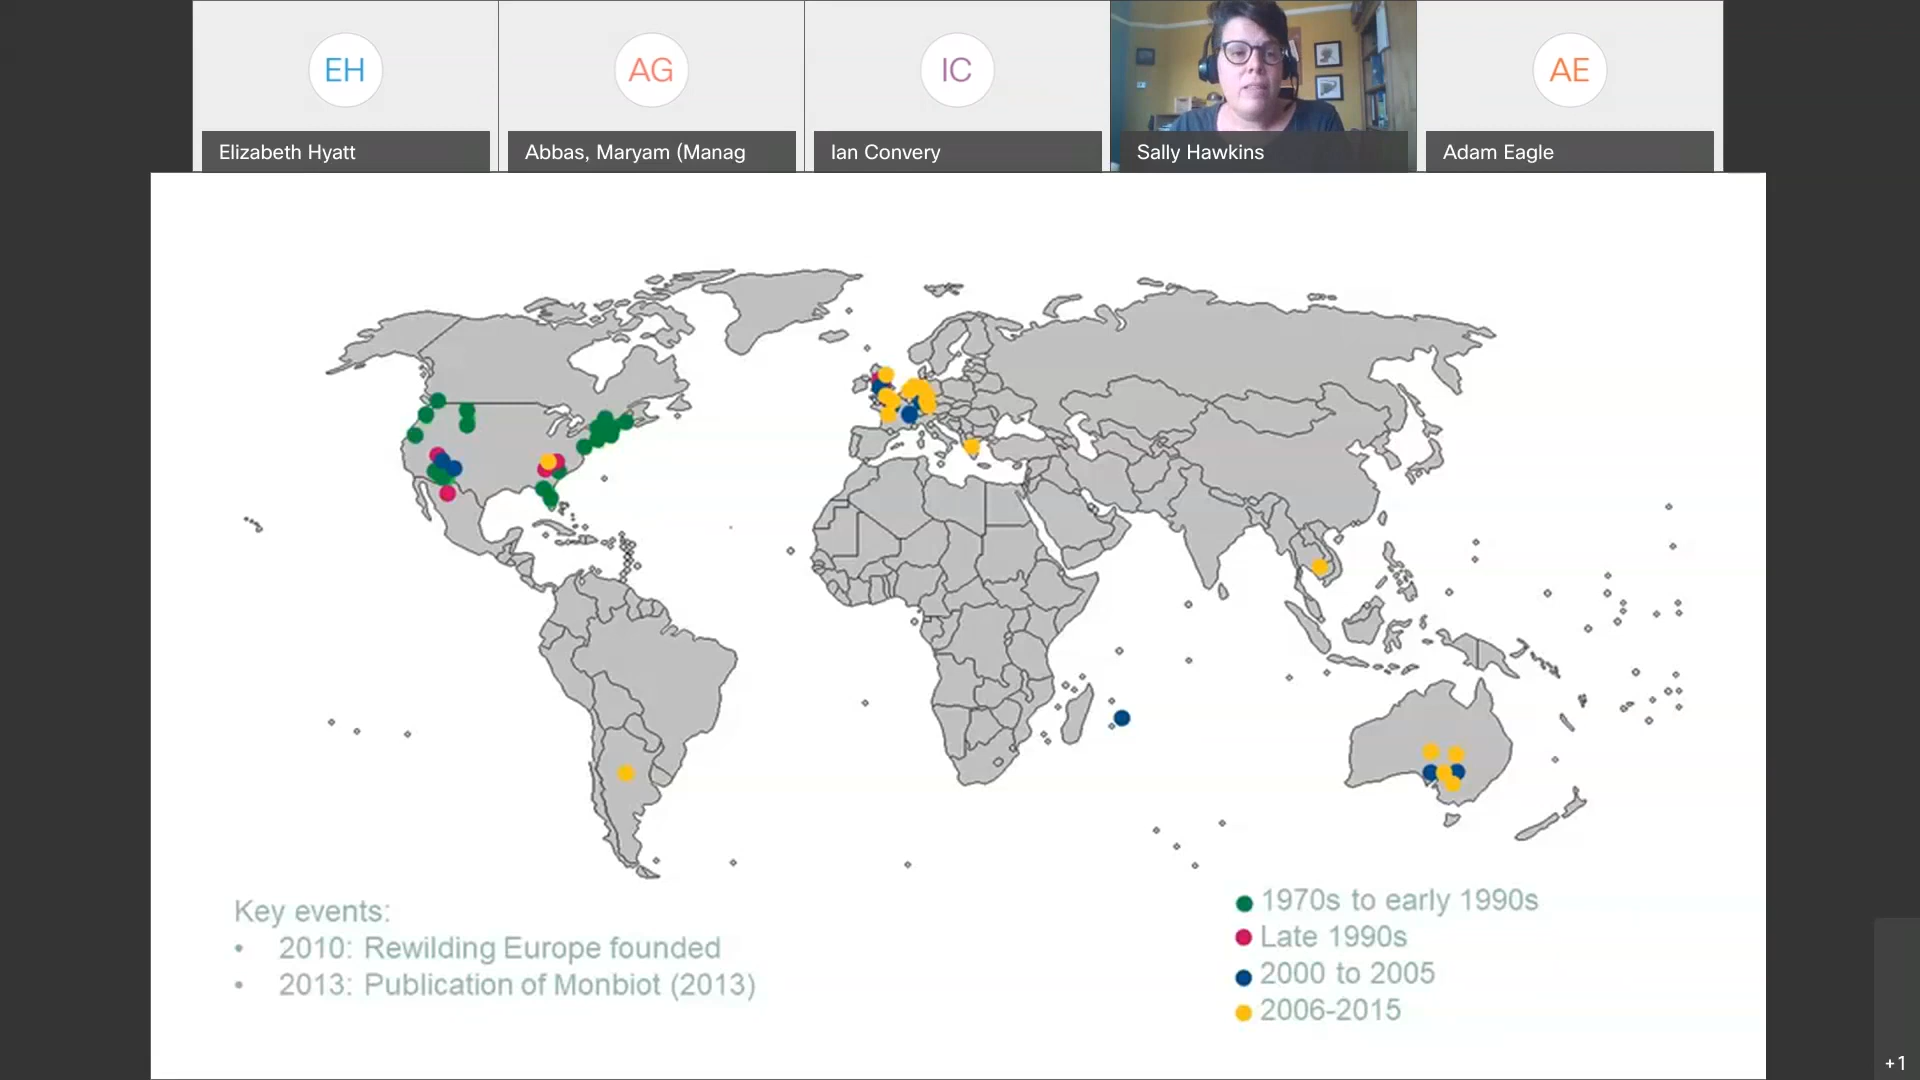 EH
AG
IC
AE
Elizabeth Hyatt
Abbas, Maryam (Manag
Ian Convery
Sally Hawkins
Adam Eagle
Key events:
• 2010: Rewilding Europe founded
• 2013: Publication of Monbiot (2013)
1970s to early 1990s
Late 1990s
2000 to 2005
2006-2015
+1